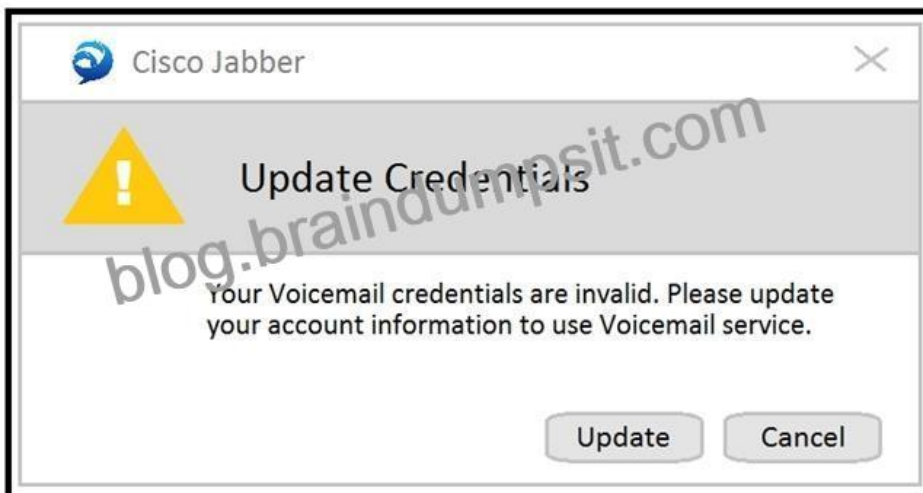 Cisco Jabber
Update Credentials
blog.braindumpsit.com
Your Voicemail credentials are invalid. Please update
your account information to use Voicemail service.
Update
Cancel